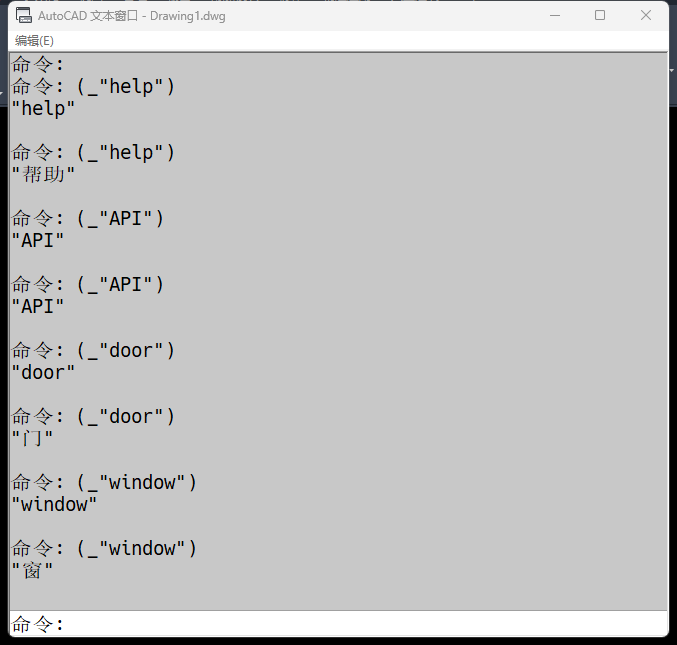 AutoCAD 文本窗口 - Drawing1.dwg
编辑(E)
命令:
命令: (_"help")
"help"
命令: (_"help")
"帮助"
命令: (_"API")
"API"
命令: (_"API")
"API"
命令: (_"door")
"door"
命令: (_"door")
"门"
命令: (_"window")
"window"
命令: (_"window")
"窗"
命令: